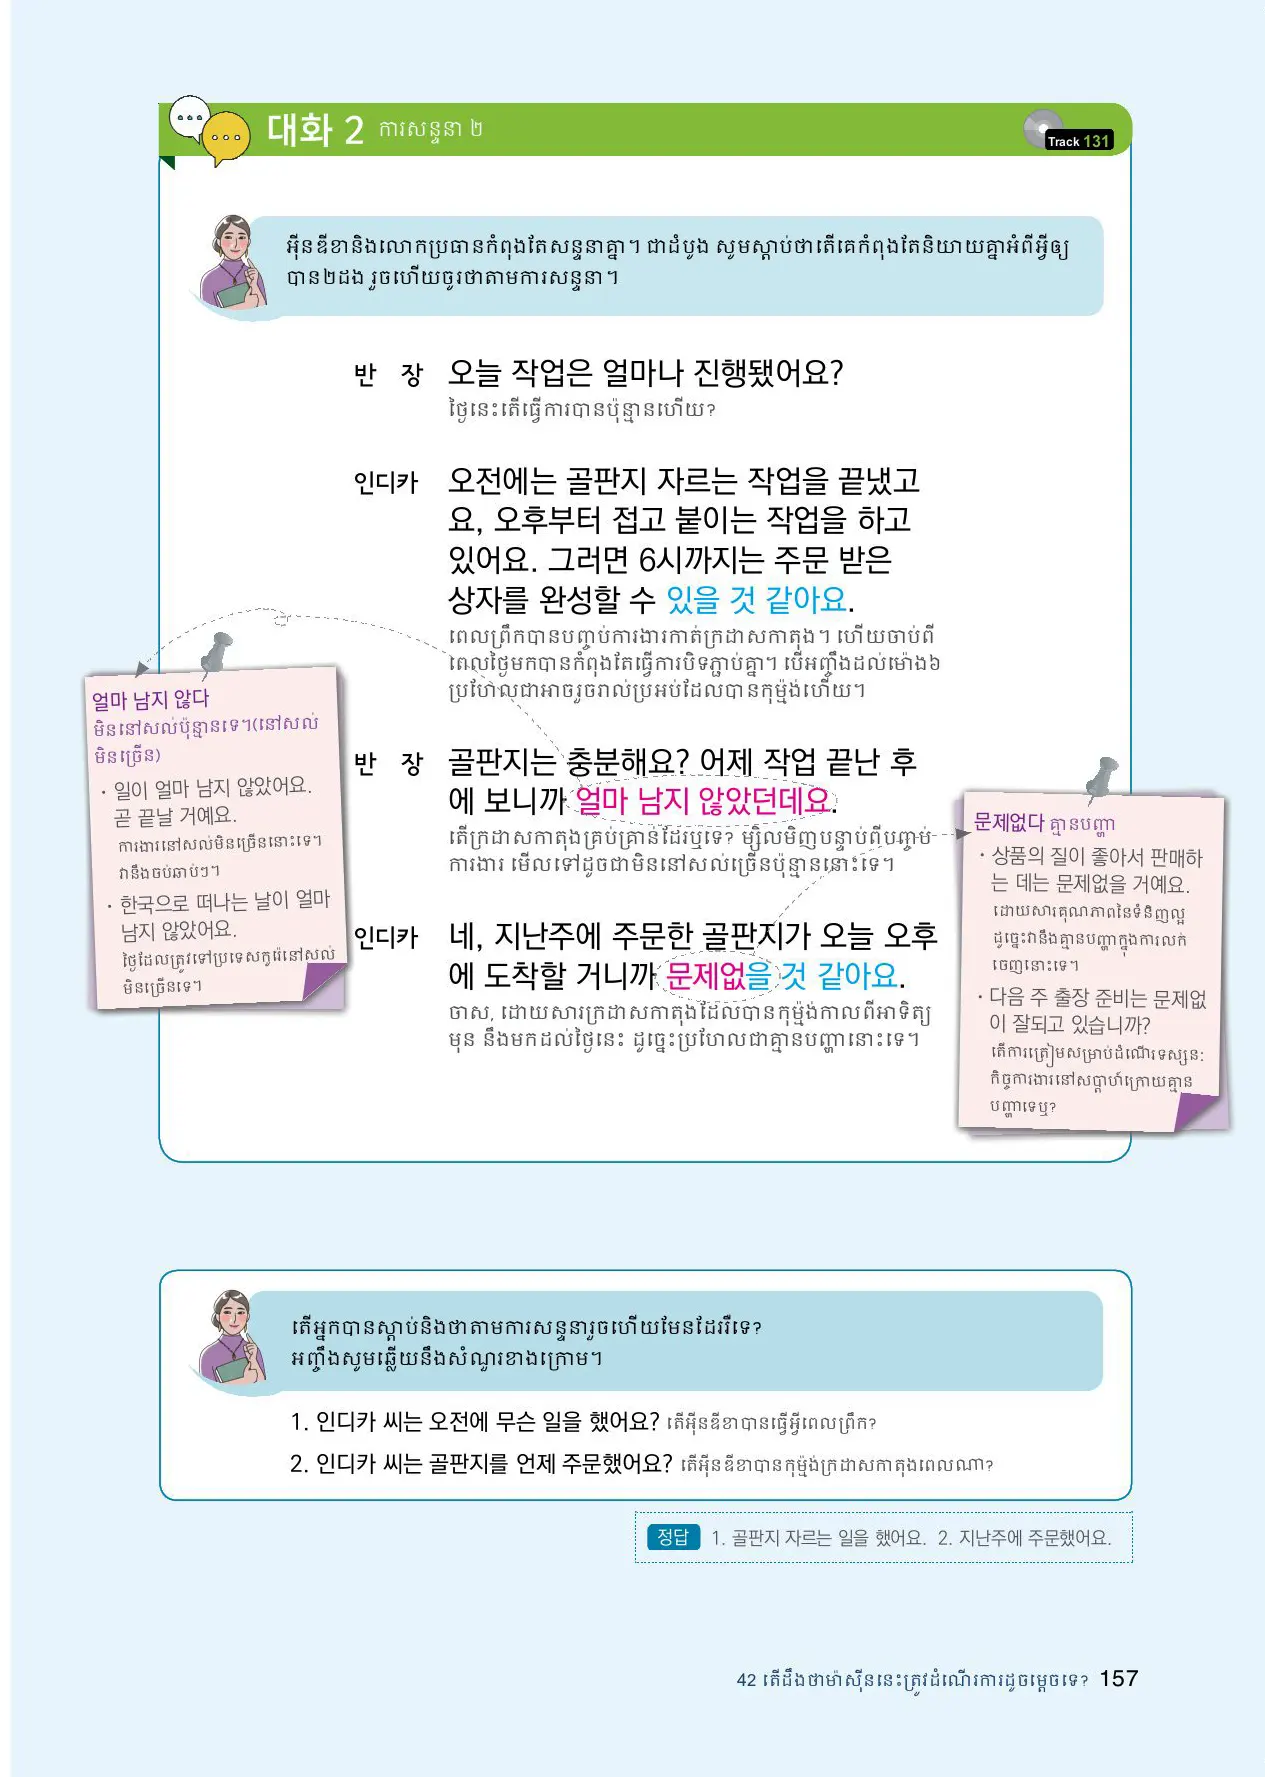 대화 2 ការសន្ទនា ២
Track 131
អ៊ីនឌីខានិងលោកប្រធានកំពុងតែសន្ទនាគ្នា។ ជាដំបូង សូមស្ដាប់ថាតើគេកំពុងតែនិយាយគ្នាអំពីអ្វីឲ្យ
បាន២ដង រួចហើយចូរថាតាមការសន្ទនា។
반 장 오늘 작업은 얼마나 진행됐어요?
ថ្ងៃនេះតើធ្វើការបានប៉ុន្មានហើយ?
인디카 오전에는 골판지 자르는 작업을 끝냈고
요, 오후부터 접고 붙이는 작업을 하고
있어요. 그러면 6시까지는 주문 받은
상자를 완성할 수 있을 것 같아요.
ពេលព្រឹកបានបញ្ចប់ការងារកាត់ក្រដាសកាតុង។ ហើយចាប់ពី
ពេលថ្ងៃមកបានកំពុងតែធ្វើការបិទភ្ជាប់គ្នា។ បើអញ្ចឹងដល់ម៉ោង៦
ប្រហែលជាអាចរួចរាល់ប្រអប់ដែលបានកុម្ម៉ង់ហើយ។
반 장 골판지는 충분해요? 어제 작업 끝난 후
에 보니까 얼마 남지 않았던데요.
តើក្រដាសកាតុងគ្រប់គ្រាន់ដែរឬទេ? ម្សិលមិញបន្ទាប់ពីបញ្ចប់
ការងារ មើលទៅដូចជាមិននៅសល់ច្រើនប៉ុន្មាននោះទេ។
인디카 네, 지난주에 주문한 골판지가 오늘 오후
에 도착할 거니까 문제없을 것 같아요.
ចាស, ដោយសារក្រដាសកាតុងដែលបានកុម្ម៉ង់កាលពីអាទិត្យ
មុន នឹងមកដល់ថ្ងៃនេះ ដូច្នេះប្រហែលជាគ្មានបញ្ហានោះទេ។
얼마 남지 않다
មិននៅសល់ប៉ុន្មានទេ។(នៅសល់
មិនច្រើន)
· 일이 얼마 남지 않았어요.
곧 끝날 거예요.
ការងារនៅសល់មិនច្រើននោះទេ។
វានឹងចប់ឆាប់ៗ។
· 한국으로 떠나는 날이 얼마
남지 않았어요.
ថ្ងៃដែលត្រូវទៅប្រទេសកូរ៉េនៅសល់
មិនច្រើនទេ។
문제없다 គ្មានបញ្ហា
· 상품의 질이 좋아서 판매하
는 데는 문제없을 거예요.
ដោយសារគុណភាពនៃទំនិញល្អ
ដូច្នេះវានឹងគ្មានបញ្ហាក្នុងការលក់
ចេញនោះទេ។
· 다음 주 출장 준비는 문제없
이 잘되고 있습니까?
តើការត្រៀមសម្រាប់ដំណើរទស្សនៈ
កិច្ចការងារនៅសប្ដាហ៍ក្រោយគ្មាន
បញ្ហាទេឬ?
តើអ្នកបានស្ដាប់និងថាតាមការសន្ទនារួចហើយមែនដែរឺទេ?
អញ្ចឹងសូមឆ្លើយនឹងសំណួរខាងក្រោម។
1. 인디카 씨는 오전에 무슨 일을 했어요? តើអ៊ីនឌីខាបានធ្វើអ្វីពេលព្រឹក?
2. 인디카 씨는 골판지를 언제 주문했어요? តើអ៊ីនឌីខាបានកុម្ម៉ង់ក្រដាសកាតុងពេលណា?
정답 1. 골판지 자르는 일을 했어요. 2. 지난주에 주문했어요.
42 តើដឹងថាម៉ាស៊ីននេះត្រូវដំណើរការដូចម្ដេចទេ? 157